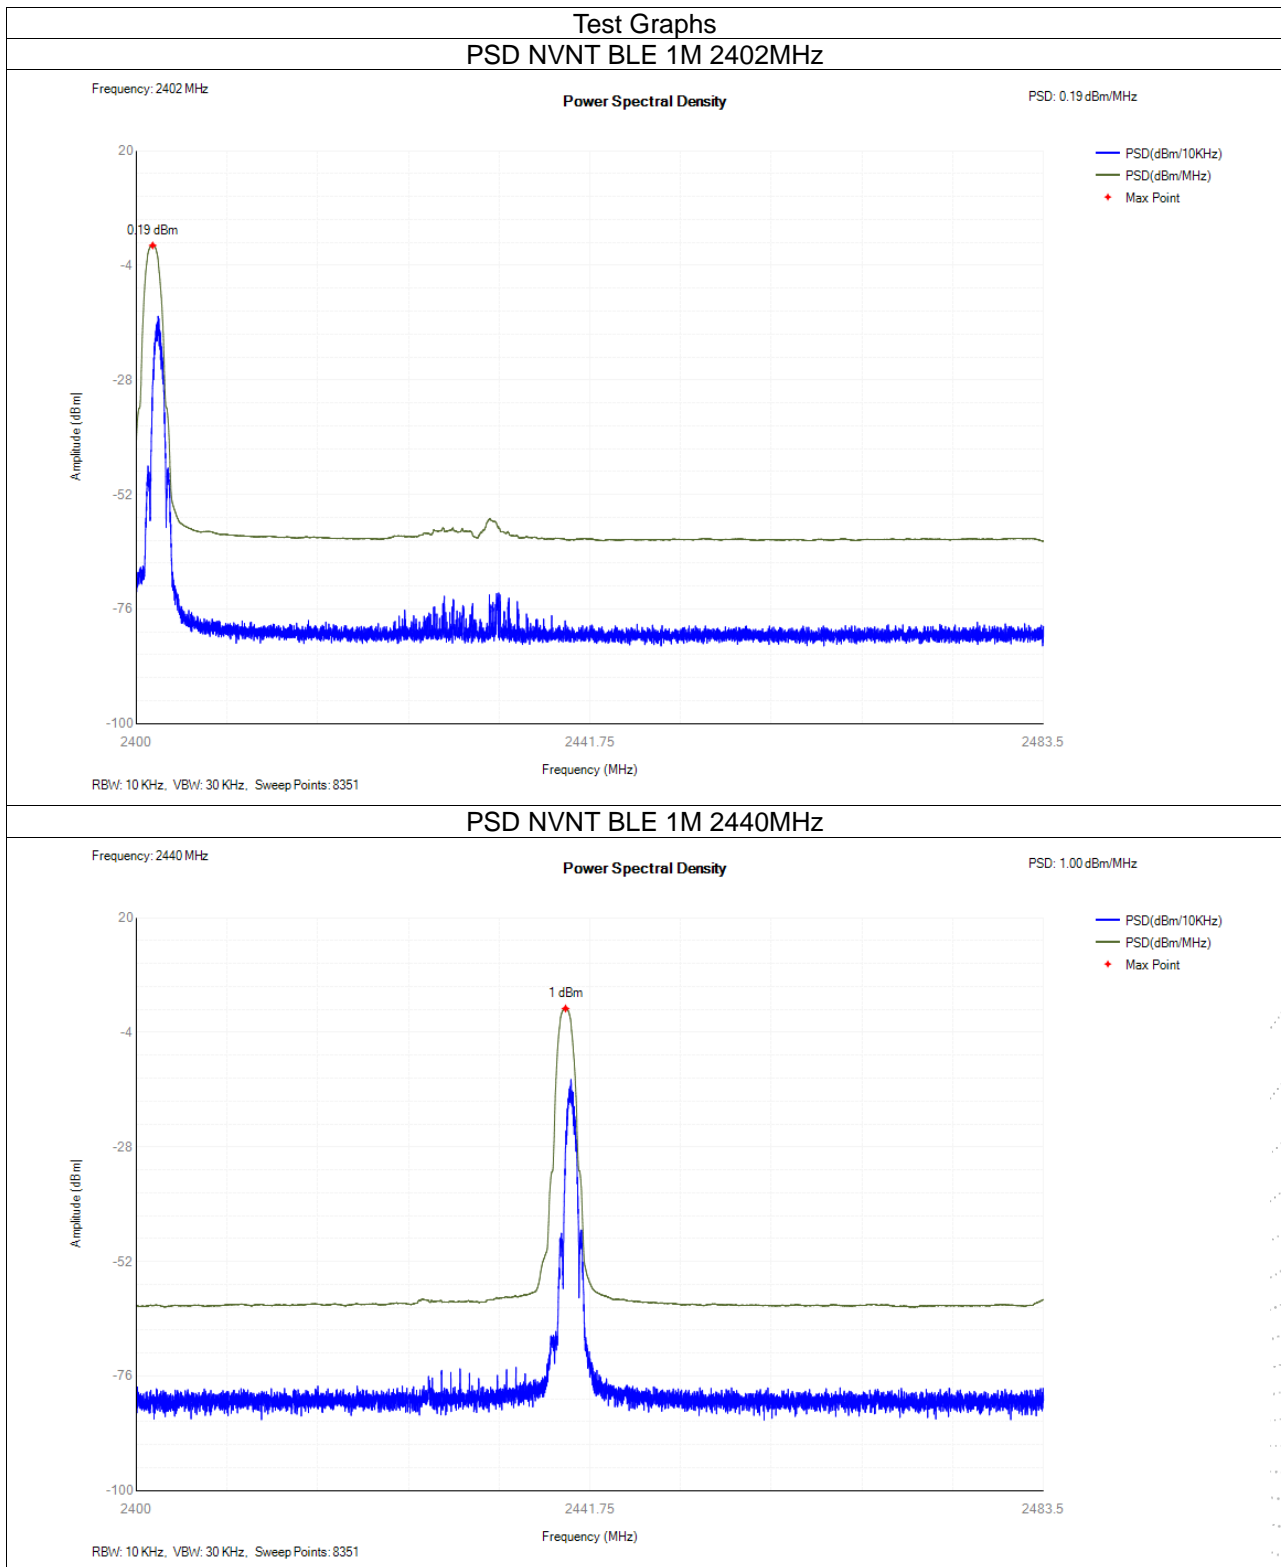 Test Graphs
PSD NVNT BLE 1M 2402MHz
Frequency: 2402 MHz
Power Spectral Density
PSD: 0.19 dBm/MHz
20
-4
-28
-52
-76
-100
Amplitude (dBm)
0.19 dBm
PSD(dBm/10KHz)
PSD(dBm/MHz)
Max Point
2400
2441.75
2483.5
Frequency (MHz)
RBW: 10 KHz, VBW: 30 KHz, Sweep Points: 8351
PSD NVNT BLE 1M 2440MHz
Frequency: 2440 MHz
Power Spectral Density
PSD: 1.00 dBm/MHz
20
-4
-28
-52
-76
-100
Amplitude (dBm)
1 dBm
PSD(dBm/10KHz)
PSD(dBm/MHz)
Max Point
2400
2441.75
2483.5
Frequency (MHz)
RBW: 10 KHz, VBW: 30 KHz, Sweep Points: 8351